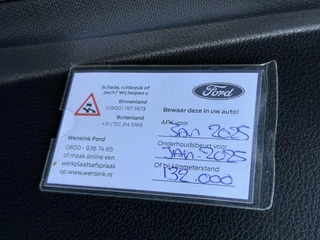 Schade, ruitbreuk of
pech? Wij helpen u
Binnenland
(0800) 767 3673
Buitenland
+31 (70) 314 5169
Wensink Ford
0800 - 936 74 65
of maak online een
werkplaatsafspraak
op www.wensink.nl
Ford
Bewaar deze in uw auto!
APK voor
JAN 2025
Onderhoudsbeurt voor
JAN. 2025
Of bij kilometerstand
132.000